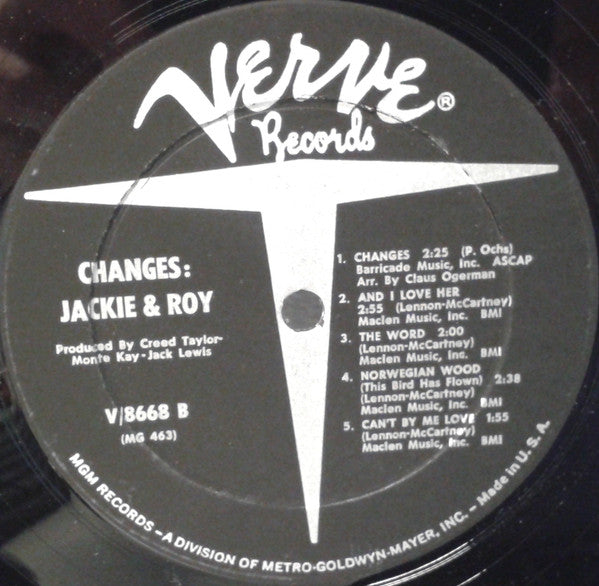 Verve®
Records
CHANGES:
JACKIE & ROY
Produced By Creed Taylor-
Monte Kay-Jack Lewis
V/8668 B
(MG 463)
1. CHANGES 2:25 (P. Ochs)
Barricade Music, Inc. ASCAP
Arr. By Claus Ogerman
2. AND I LOVE HER
2:55 (Lennon-McCartney)
Maclen Music, Inc. BMI
3. THE WORD 2:00
(Lennon-McCartney)
Maclen Music, Inc. BMI
4. NORWEGIAN WOOD
(This Bird Has Flown) 2:38
(Lennon-McCartney)
Maclen Music, Inc. BMI
5. CAN'T BY ME LOVE 1:55
(Lennon-McCartney)
Maclen Music, Inc. BMI
MGM RECORDS – A DIVISION OF METRO-GOLDWYN-MAYER, INC. – Made in U. S. A.